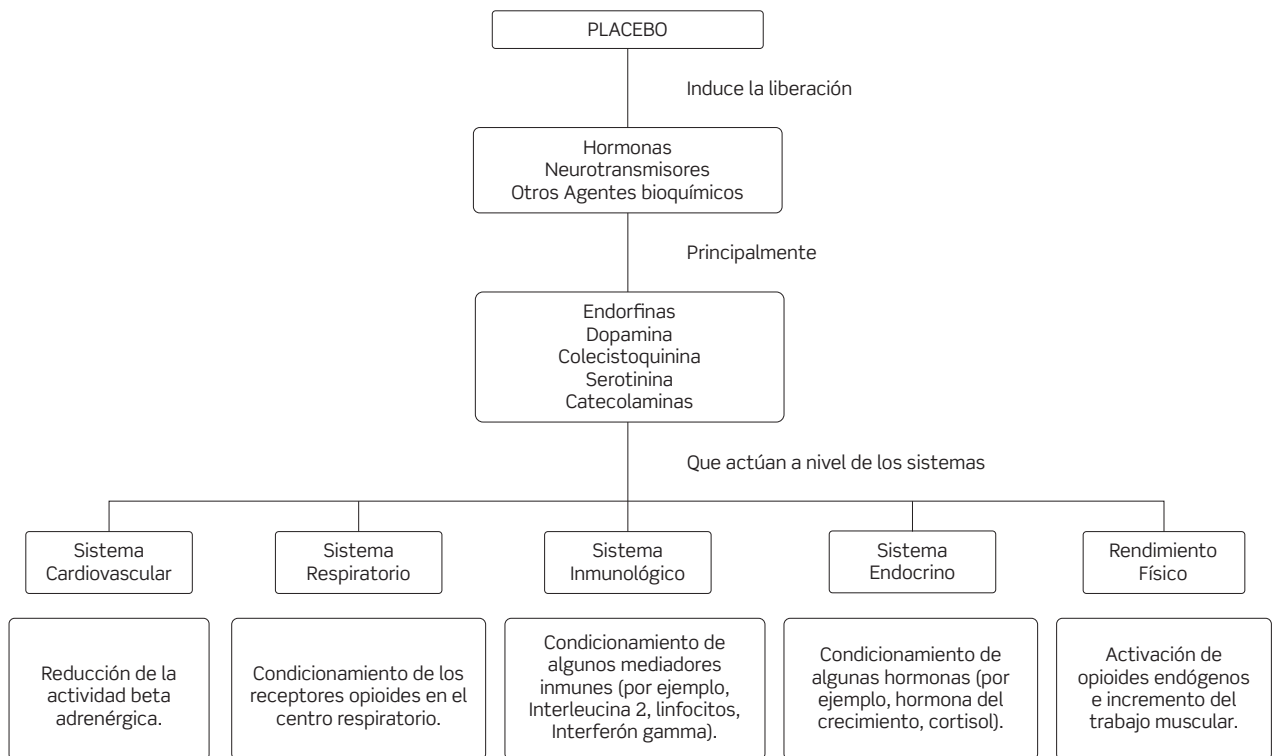 PLACEBO
Induce la liberación
Hormonas
Neurotransmisores
Otros Agentes bioquímicos
Principalmente
Endorfinas
Dopamina
Colecistoquinina
Serotinina
Catecolaminas
Que actúan a nivel de los sistemas
Sistema
Cardiovascular
Sistema
Respiratorio
Sistema
Inmunológico
Sistema
Endocrino
Rendimiento
Físico
Reducción de la
actividad beta
adrenérgica.
Condicionamiento de los
receptores opioides en el
centro respiratorio.
Condicionamiento de
algunos mediadores
inmunes (por ejemplo,
Interleucina 2, linfocitos,
Interferón gamma).
Condicionamiento de
algunas hormonas (por
ejemplo, hormona del
crecimiento, cortisol).
Activación de
opioides endógenos
e incremento del
trabajo muscular.